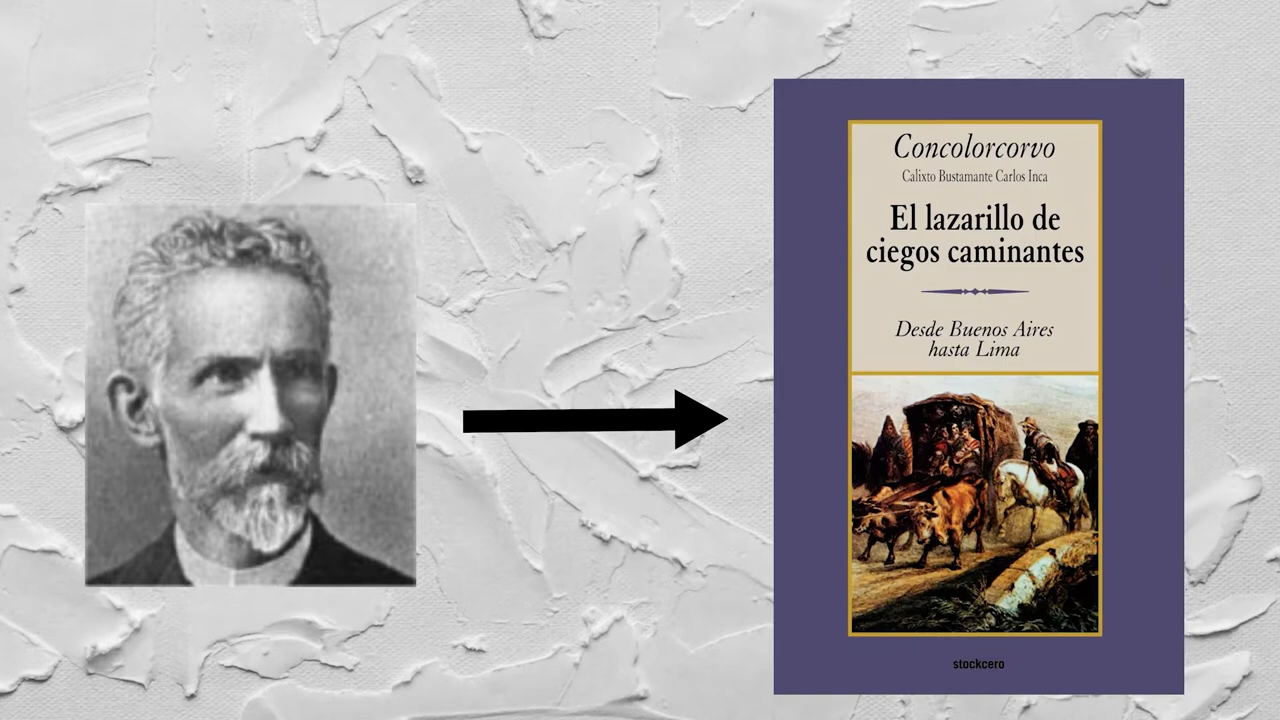 Concolorcorvo
Calixto Bustamante Carlos Inca
El lazarillo de
ciegos caminantes
Desde Buenos Aires
hasta Lima
stockcero